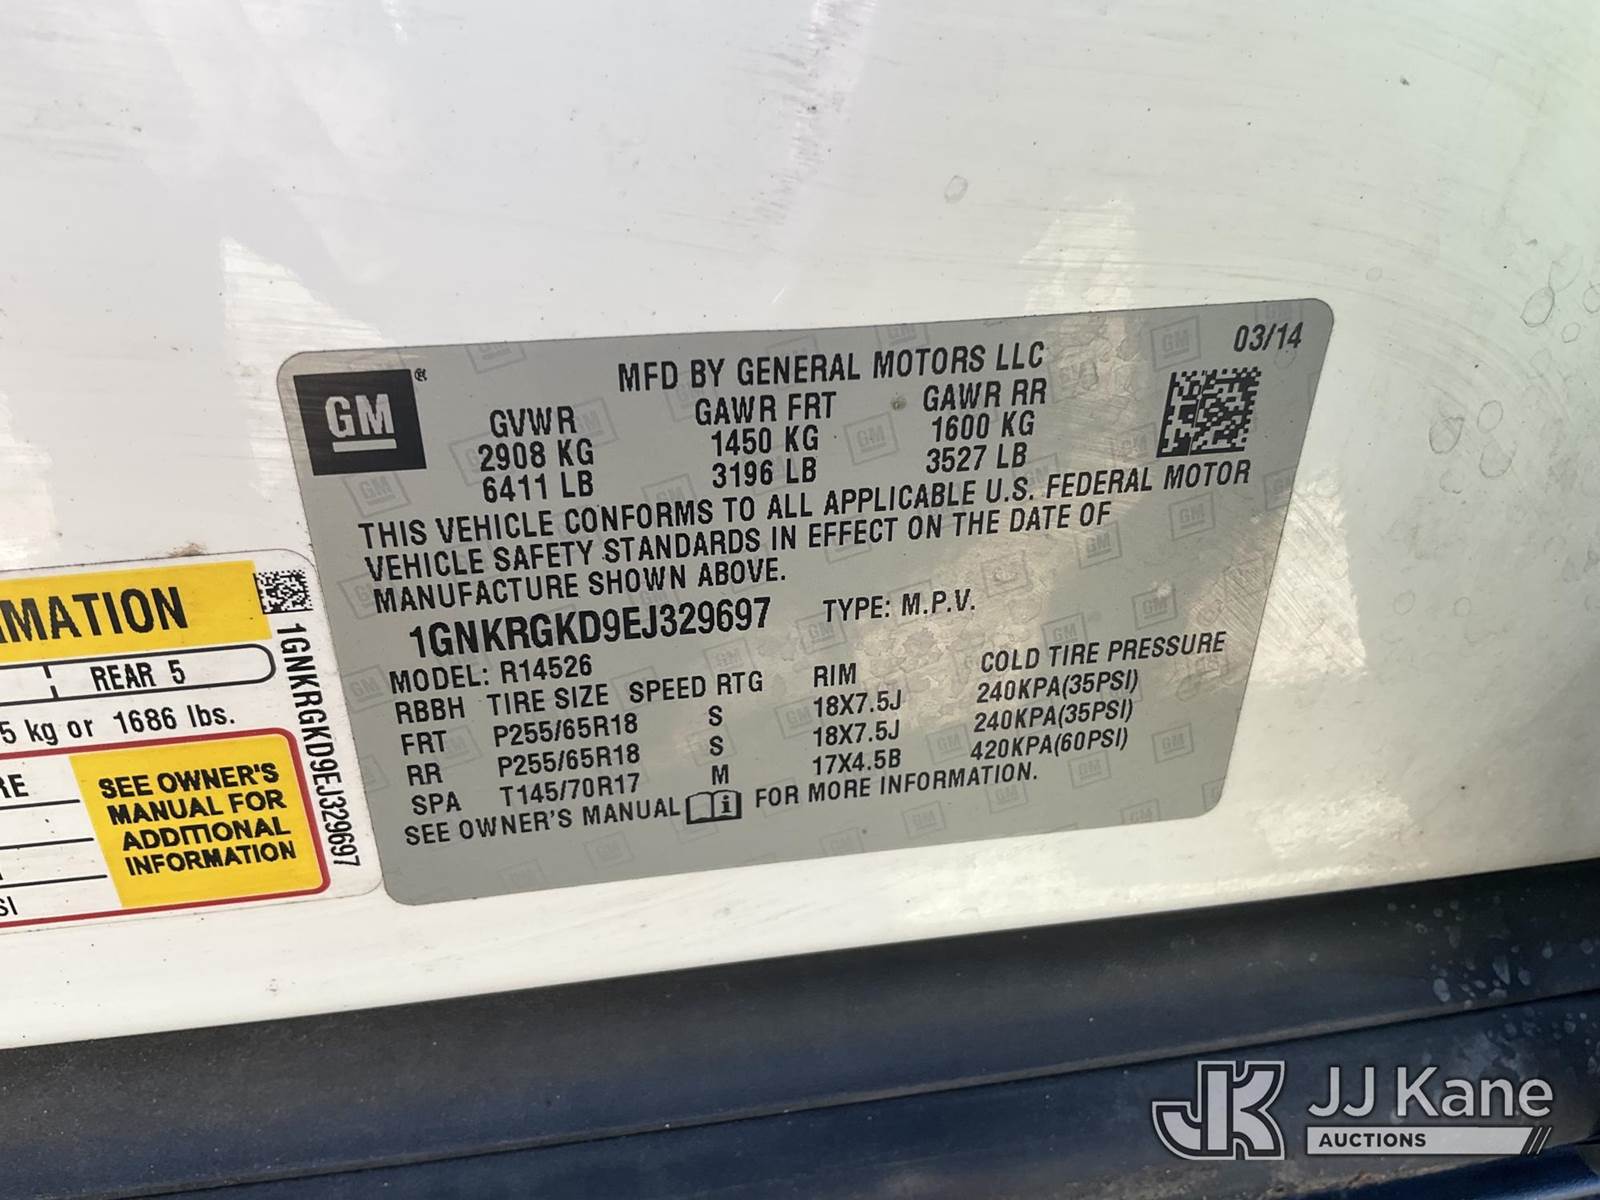 GM ®
MFD BY GENERAL MOTORS LLC
03/14
GVWR GAWR FRT GAWR RR
2908 KG 1450 KG 1600 KG
6411 LB 3196 LB 3527 LB
THIS VEHICLE CONFORMS TO ALL APPLICABLE U.S. FEDERAL MOTOR
VEHICLE SAFETY STANDARDS IN EFFECT ON THE DATE OF
MANUFACTURE SHOWN ABOVE.
1GNKRGKD9EJ329697 TYPE: M.P.V.
MODEL: R14526
RBBH TIRE SIZE SPEED RTG RIM COLD TIRE PRESSURE
FRT P255/65R18 S 18X7.5J 240KPA(35PSI)
RR P255/65R18 S 18X7.5J 240KPA(35PSI)
SPA T145/70R17 M 17X4.5B 420KPA(60PSI)
SEE OWNER'S MANUAL FOR MORE INFORMATION.
REAR 5
kg or 1686 lbs.
SEE OWNER'S
MANUAL FOR
ADDITIONAL
INFORMATION
1GNKRGKD9EJ329697
JK JJ Kane
AUCTIONS